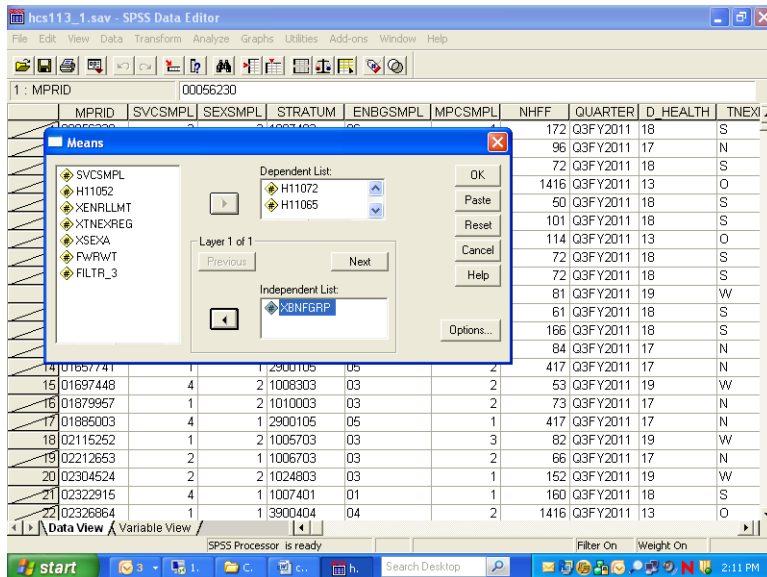 hcs113_1.sav - SPSS Data Editor
File Edit View Data Transform Analyze Graphs Utilities Add-ons Window Help
1 : MPRID 00056230
MPRID SVCSMPL SEXSMPL STRATUM ENBGSMPL MPCSMPL NHFF QUARTER D_HEALTH TNEXI
172 Q3FY2011 18 S
Means
96 Q3FY2011 17 N
72 Q3FY2011 18 S
1416 Q3FY2011 13 O
50 Q3FY2011 18 S
101 Q3FY2011 18 S
114 Q3FY2011 13 O
72 Q3FY2011 18 S
72 Q3FY2011 18 S
81 Q3FY2011 19 W
61 Q3FY2011 18 S
166 Q3FY2011 18 S
84 Q3FY2011 17 N
SVCSMPL
H11052
XENRLLMT
XTNEXREG
XSEXA
FWRWT
FILTR_3
Dependent List:
H11072
H11065
Layer 1 of 1
Previous Next
Independent List:
XBNFGRP
OK
Paste
Reset
Cancel
Help
Options...
14 01657741 1 1 2900105 05 2 417 Q3FY2011 17 N
15 01697448 4 2 1008303 03 2 53 Q3FY2011 19 W
16 01879957 1 2 1010003 03 2 73 Q3FY2011 17 N
17 01885003 4 1 2900105 05 1 417 Q3FY2011 17 N
18 02115252 1 2 1005703 03 3 82 Q3FY2011 19 W
19 02212653 2 1 1006703 03 2 66 Q3FY2011 17 N
20 02304524 2 2 1024803 03 1 152 Q3FY2011 19 W
21 02322915 4 1 1007401 01 1 160 Q3FY2011 18 S
22 02326864 1 1 3900404 04 2 1416 Q3FY2011 13 O
Data View Variable View
SPSS Processor is ready Filter On Weight On
start 3 1. C. c.. h. Search Desktop 2:11 PM